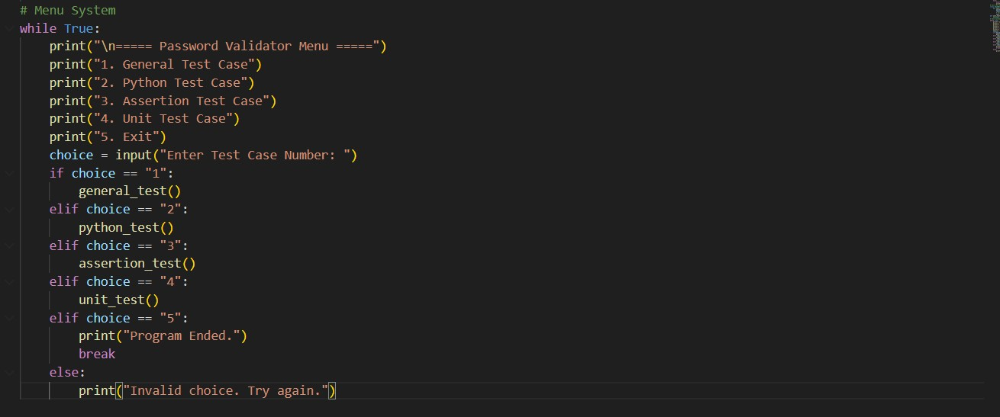 # Menu System
while True:
    print("\n===== Password Validator Menu =====")
    print("1. General Test Case")
    print("2. Python Test Case")
    print("3. Assertion Test Case")
    print("4. Unit Test Case")
    print("5. Exit")
    choice = input("Enter Test Case Number: ")
    if choice == "1":
        general_test()
    elif choice == "2":
        python_test()
    elif choice == "3":
        assertion_test()
    elif choice == "4":
        unit_test()
    elif choice == "5":
        print("Program Ended.")
        break
    else:
        print("Invalid choice. Try again.")